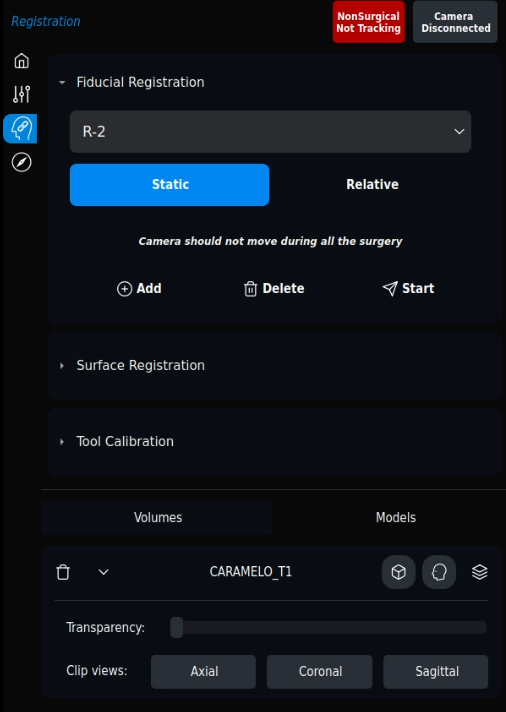 Registration
NonSurgical
Not Tracking
Camera
Disconnected
Fiducial Registration
R-2
Static
Relative
Camera should not move during all the surgery
Add
Delete
Start
Surface Registration
Tool Calibration
Volumes
Models
CARAMELO_T1
Transparency:
Clip views:
Axial
Coronal
Sagittal